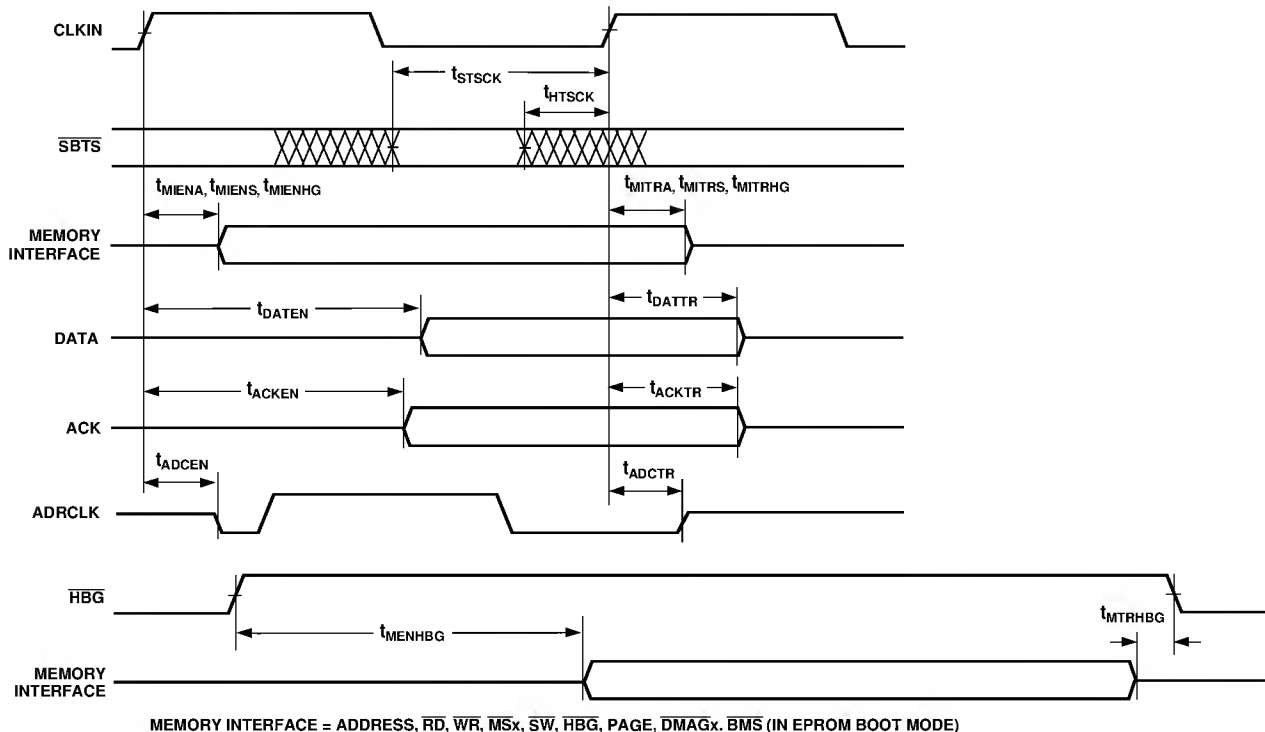 CLKIN
tSTSCK
tHTSCK
SBTS
tMIENA, tMIENS, tMIENHG
tMITRA, tMITRS, tMITRHG
MEMORY
INTERFACE
tDATEN
tDATTR
DATA
tACKEN
tACKTR
ACK
tADCEN
tADCTR
ADRCLK
HBG
tMENHBG
tMTRHBG
MEMORY
INTERFACE
MEMORY INTERFACE = ADDRESS, RD, WR, MSx, SW, HBG, PAGE, DMAGx. BMS (IN EPROM BOOT MODE)